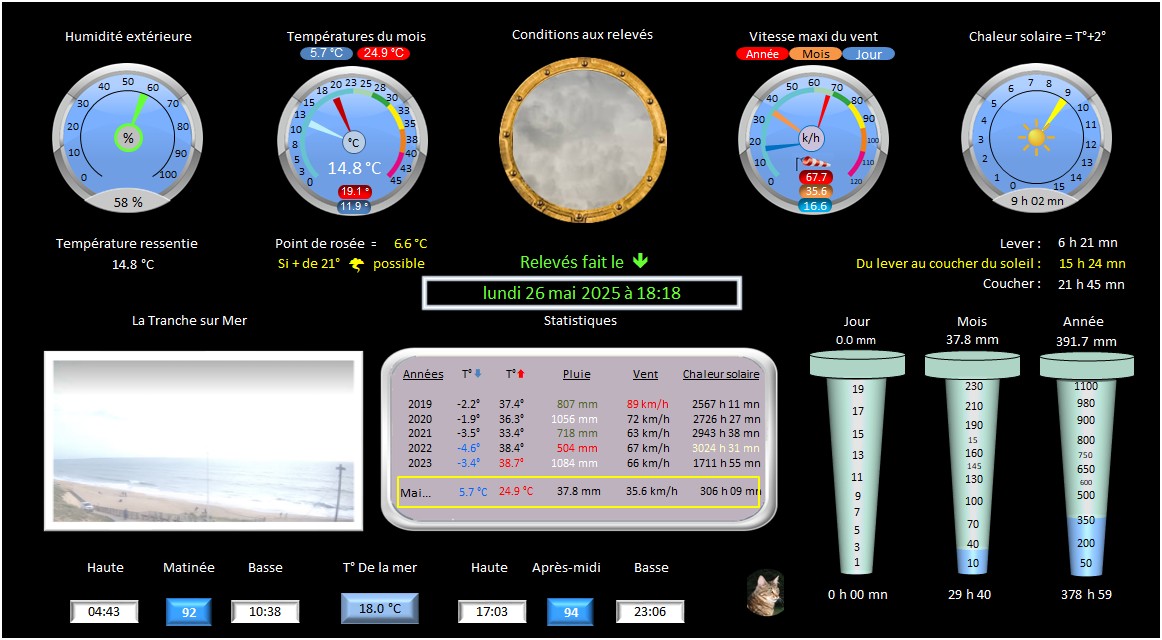 Humidité extérieure
Températures du mois
Conditions aux relevés
Vitesse maxi du vent
Chaleur solaire = T°+2°
5.7 °C 24.9 °C
Année Mois Jour
0 10 20 30 40 50 60 70 80 90 100
%
58 %
0 3 5 8 10 13 15 18 20 23 25 28 30 33 35 38 40 43 45
°C
14.8 °C
19.1 °
11.9 °
0 10 20 30 40 50 60 70 80 90 100 110 120
k/h
67.7
35.6
16.6
0 1 2 3 4 5 6 7 8 9 10 11 12 13 14 15
9 h 02 mn
Température ressentie
14.8 °C
Point de rosée = 6.6 °C
Si + de 21° possible
Relevés fait le
lundi 26 mai 2025 à 18:18
Lever : 6 h 21 mn
Du lever au coucher du soleil : 15 h 24 mn
Coucher : 21 h 45 mn
La Tranche sur Mer
Statistiques
Années T° T° Pluie Vent Chaleur solaire
2019 -2.2° 37.4° 807 mm 89 km/h 2567 h 11 mn
2020 -1.9° 36.3° 1056 mm 72 km/h 2726 h 27 mn
2021 -3.5° 33.4° 718 mm 63 km/h 2943 h 38 mn
2022 -4.6° 38.4° 504 mm 67 km/h 3024 h 31 mn
2023 -3.4° 38.7° 1084 mm 66 km/h 1711 h 55 mn
Mai... 5.7 °C 24.9 °C 37.8 mm 35.6 km/h 306 h 09 mn
Jour
0.0 mm
19
17
15
13
11
9
7
5
3
1
0 h 00 mn
Mois
37.8 mm
230
210
190
15
160
145
130
100
70
40
10
29 h 40
Année
391.7 mm
1100
980
900
800
750
650
600
500
350
200
50
378 h 59
Haute Matinée Basse T° De la mer Haute Après-midi Basse
04:43 92 10:38 18.0 °C 17:03 94 23:06